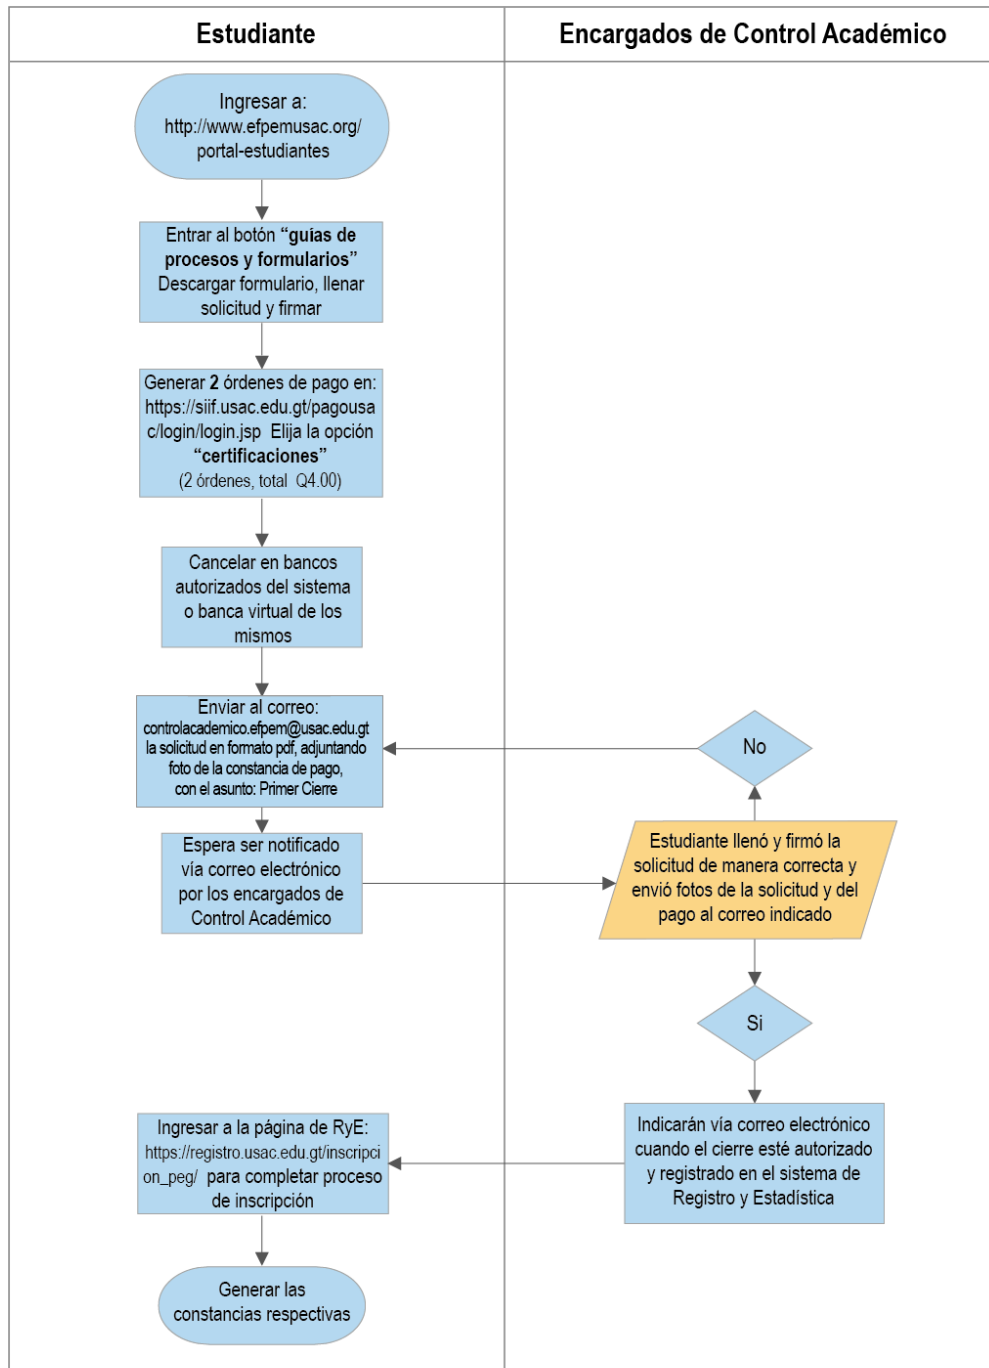 Estudiante
Encargados de Control Académico
Ingresar a:
http://www.efpemusac.org/
portal-estudiantes
Entrar al botón “guías de
procesos y formularios”
Descargar formulario, llenar
solicitud y firmar
Generar 2 órdenes de pago en:
https://siif.usac.edu.gt/pagousa
c/login/login.jsp Elija la opción
“certificaciones”
(2 órdenes, total Q4.00)
Cancelar en bancos
autorizados del sistema
o banca virtual de los
mismos
Enviar al correo:
controlacademico.efpem@usac.edu.gt
la solicitud en formato pdf, adjuntando
foto de la constancia de pago,
con el asunto: Primer Cierre
Espera ser notificado
vía correo electrónico
por los encargados de
Control Académico
No
Estudiante llenó y firmó la
solicitud de manera correcta y
envió fotos de la solicitud y del
pago al correo indicado
Si
Indicarán vía correo electrónico
cuando el cierre esté autorizado
y registrado en el sistema de
Registro y Estadística
Ingresar a la página de RyE:
https://registro.usac.edu.gt/inscripci
on_peg/ para completar proceso
de inscripción
Generar las
constancias respectivas